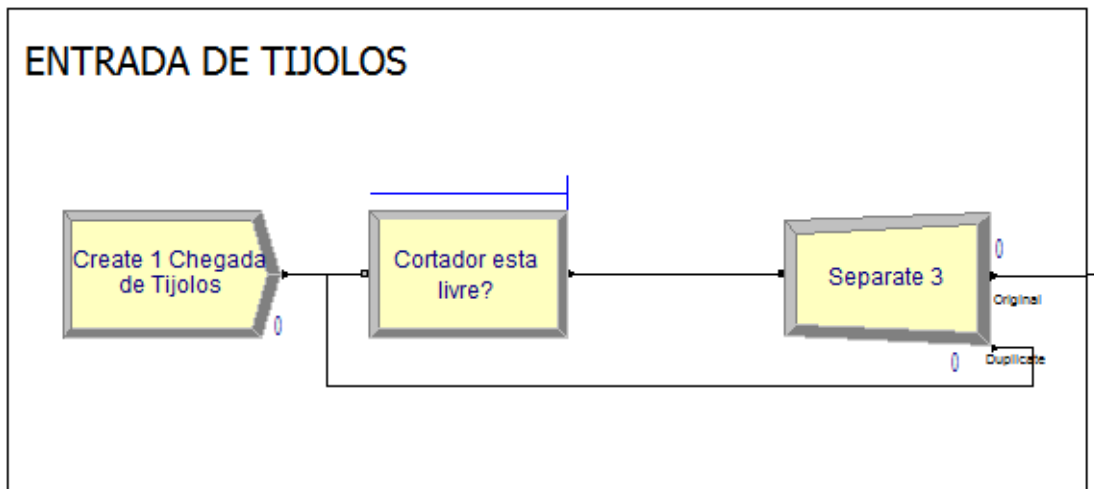 ENTRADA DE TIJOLOS
Create 1 Chegada
de Tijolos
0
Cortador esta
livre?
Separate 3
0
Original
0
Duplicate